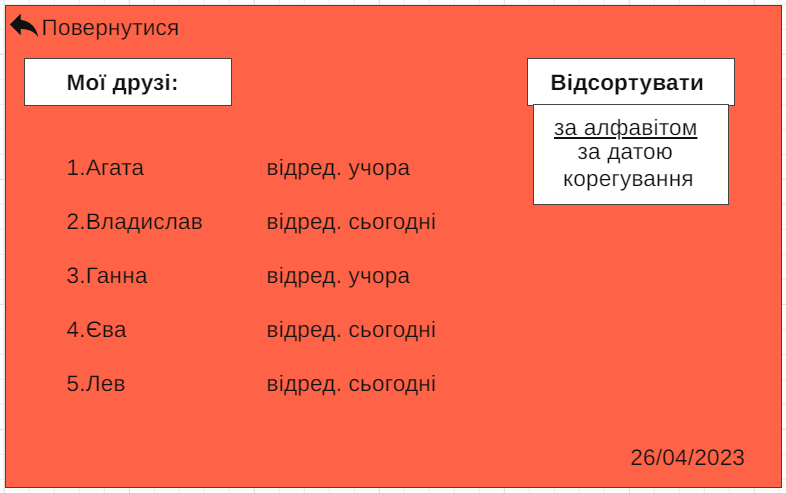 Повернутися
Мої друзі:
Відсортувати
за алфавітом
за датою
корегування
1.Агата відред. учора
2.Владислав відред. сьогодні
3.Ганна відред. учора
4.Єва відред. сьогодні
5.Лев відред. сьогодні
26/04/2023